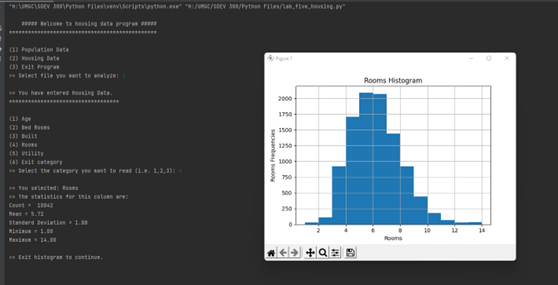 "H:\UMGC\SDEV 300\Python Files\venv\Scripts\python.exe" "H:/UMGC/SDEV 300/Python Files/lab_five_housing.py"
##### Welcome to housing data program #####
(1) Population Data
(2) Housing Data
(3) Exit Program
>> Select file you want to analyze:
>> You have entered Housing Data.
(1) Age
(2) Bed Rooms
(3) Built
(4) Rooms
(5) Utility
(6) Exit category
>> Select the category you want to read (i.e. 1,2,3):
>> You selected: Rooms
>> The statistics for this column are:
Count =
Mean = 5.72
Standard Deviation = 1.88
Minimum = 1.00
Maximum = 14.00
>> Exit histogram to continue.
Figure 1
Rooms Histogram
2000
1750
1500
1250
1000
750
500
250
0
Rooms Frequencies
2 4 6 8 10 12 14
Rooms